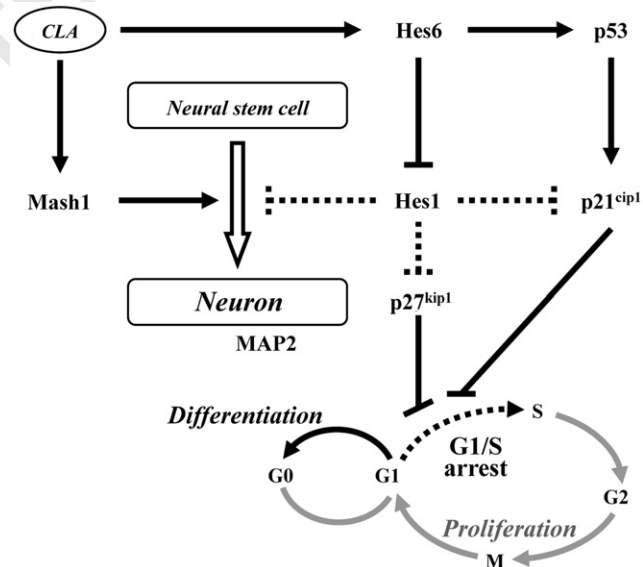 CLA
Hes6
p53
Neural stem cell
Mash1
Hes1
p21cip1
Neuron
p27kip1
MAP2
Differentiation
S
G1/S
arrest
G0
G1
G2
Proliferation
M